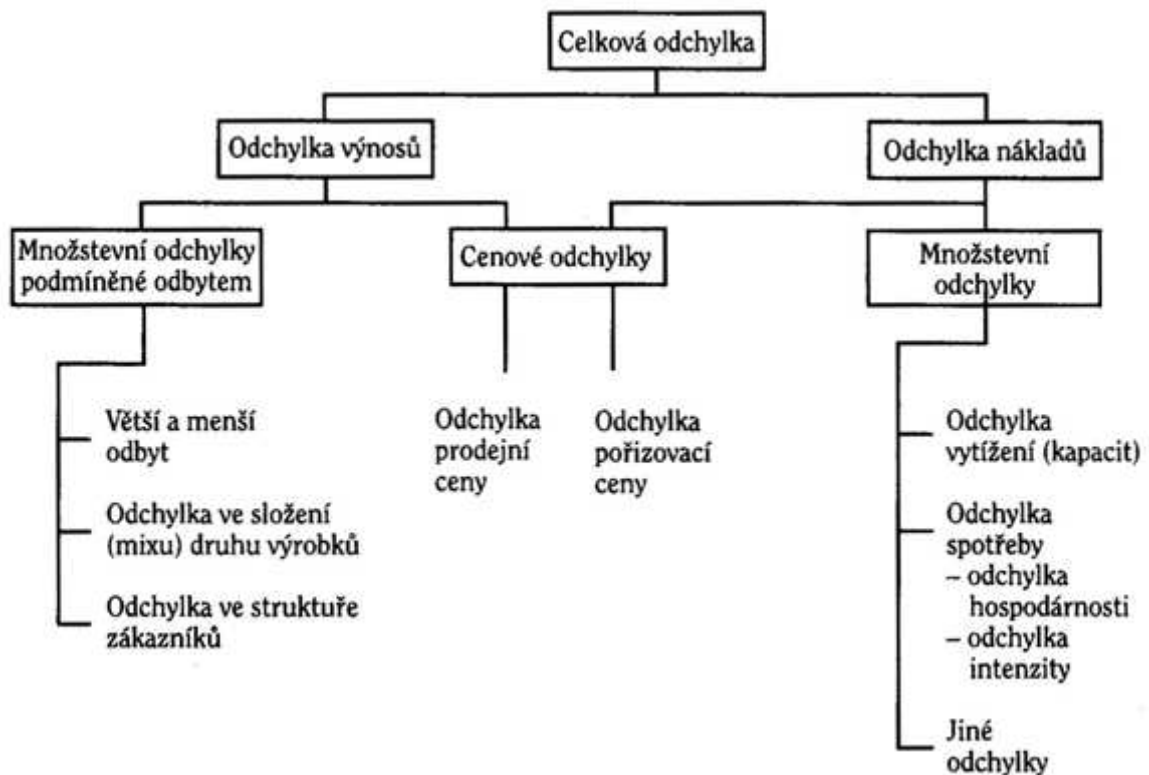 Celková odchylka
Odchylka výnosů
Odchylka nákladů
Množstevní odchylky
podmíněné odbytem
Cenové odchylky
Množstevní
odchylky
Větší a menší
odbyt
Odchylka ve složení
(mixu) druhu výrobků
Odchylka ve struktuře
zákazníků
Odchylka
prodejní
ceny
Odchylka
pořizovací
ceny
Odchylka
vytížení (kapacit)
Odchylka
spotřeby
– odchylka
hospodárnosti
– odchylka
intenzity
Jiné
odchylky